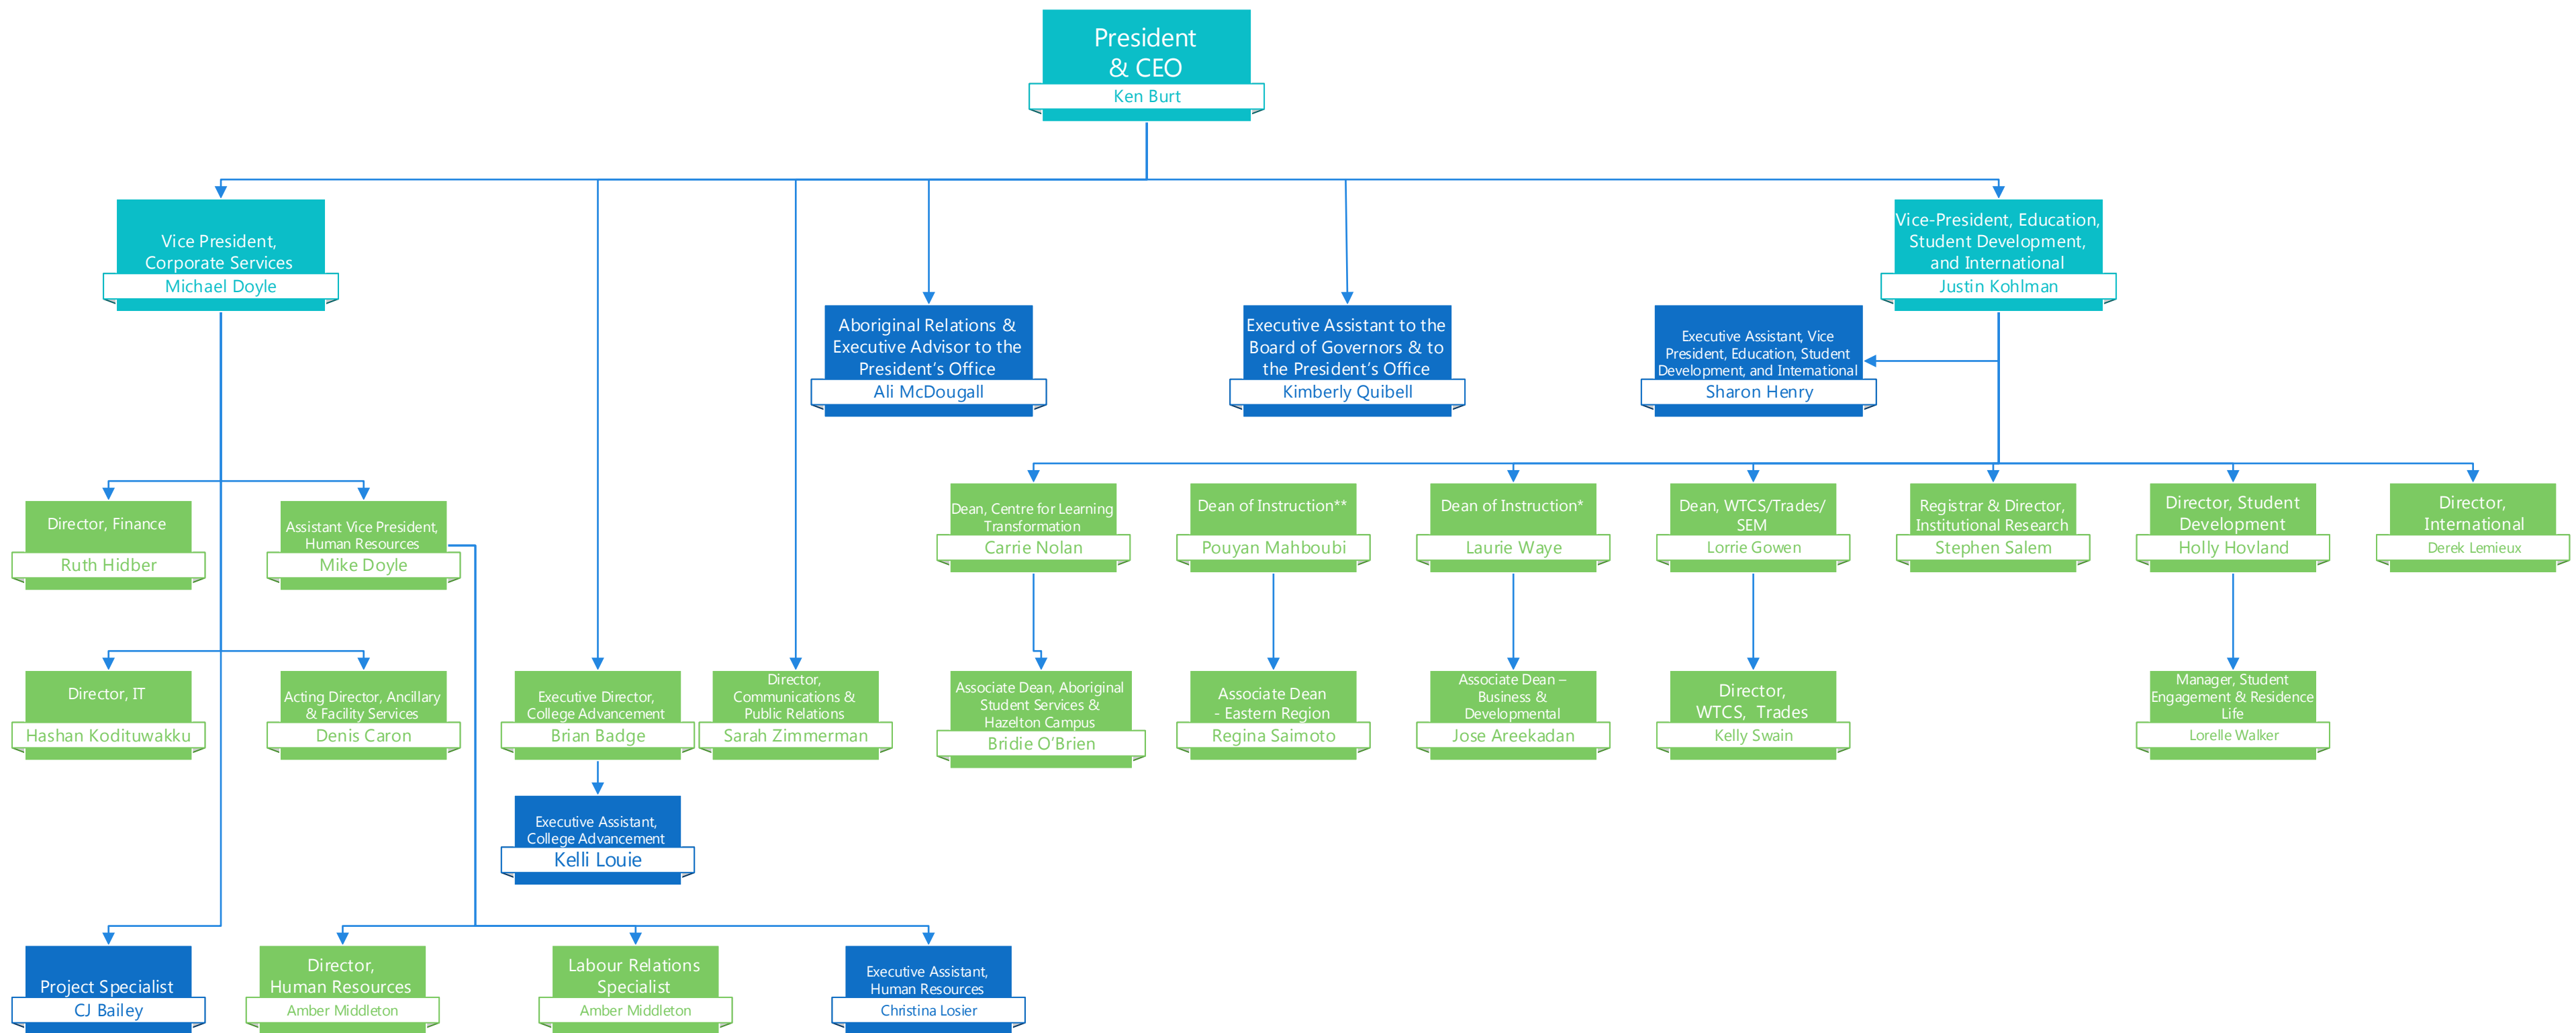 President
& CEO
Ken Burt
Vice President,
Corporate Services
Michael Doyle
Vice-President, Education,
Student Development,
and International
Justin Kohlman
Aboriginal Relations &
Executive Advisor to the
President’s Office
Ali McDougall
Executive Assistant to the
Board of Governors & to
the President’s Office
Kimberly Quibell
Executive Assistant, Vice
President, Education, Student
Development, and International
Sharon Henry
Director, Finance
Ruth Hidber
Assistant Vice President,
Human Resources
Mike Doyle
Dean, Centre for Learning
Transformation
Carrie Nolan
Dean of Instruction**
Pouyan Mahboubi
Dean of Instruction*
Laurie Waye
Dean, WTCS/Trades/
SEM
Lorrie Gowen
Registrar & Director,
Institutional Research
Stephen Salem
Director, Student
Development
Holly Hovland
Director,
International
Derek Lemieux
Director, IT
Hashan Kodituwakku
Acting Director, Ancillary
& Facility Services
Denis Caron
Executive Director,
College Advancement
Brian Badge
Director,
Communications &
Public Relations
Sarah Zimmerman
Associate Dean, Aboriginal
Student Services &
Hazelton Campus
Bridie O’Brien
Associate Dean
- Eastern Region
Regina Saimoto
Associate Dean –
Business &
Developmental
Jose Areekadan
Director,
WTCS, Trades
Kelly Swain
Manager, Student
Engagement & Residence
Life
Lorelle Walker
Executive Assistant,
College Advancement
Kelli Louie
Project Specialist
CJ Bailey
Director,
Human Resources
Amber Middleton
Labour Relations
Specialist
Amber Middleton
Executive Assistant,
Human Resources
Christina Losier